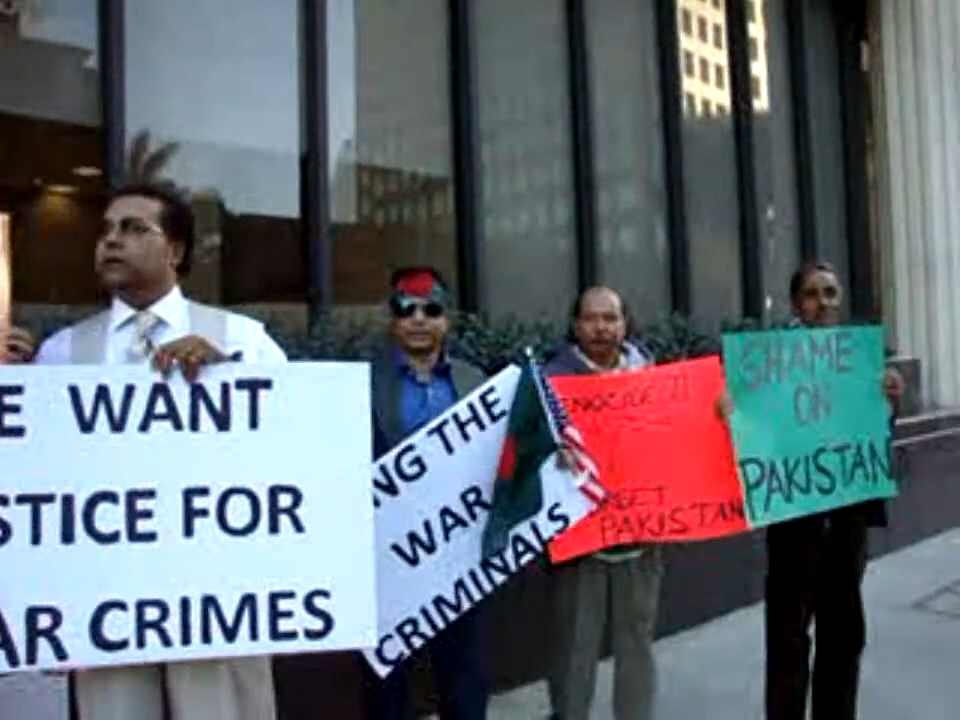 E WANT
STICE FOR
AR CRIMES
NG THE
WAR
CRIMINALS
PAKISTAN
SHAME
ON
PAKISTAN